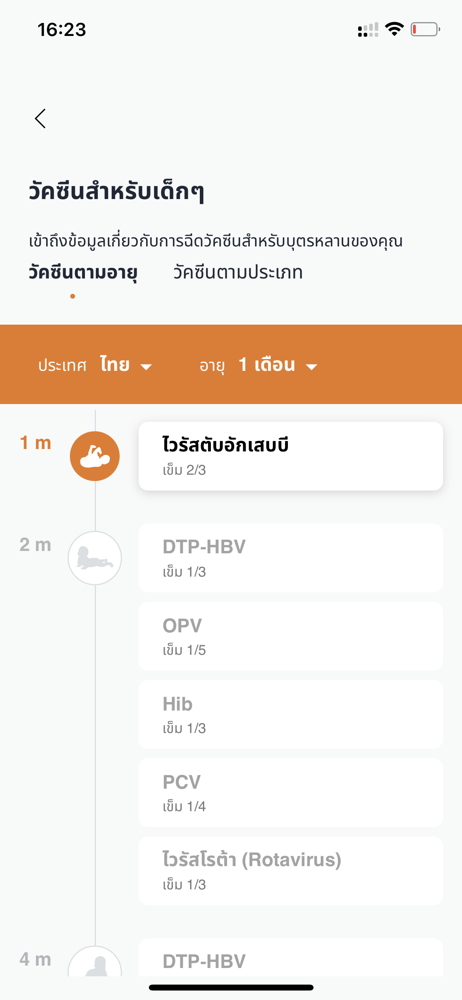 16:23
วัคซีนสำหรับเด็กๆ
เข้าถึงข้อมูลเกี่ยวกับการฉีดวัคซีนสำหรับบุตรหลานของคุณ
วัคซีนตามอายุ วัคซีนตามประเภท
ประเทศ ไทย อายุ 1 เดือน
1 m
ไวรัสตับอักเสบบี
เข็ม 2/3
2 m
DTP-HBV
เข็ม 1/3
OPV
เข็ม 1/5
Hib
เข็ม 1/3
PCV
เข็ม 1/4
ไวรัสโรต้า (Rotavirus)
เข็ม 1/3
4 m
DTP-HBV